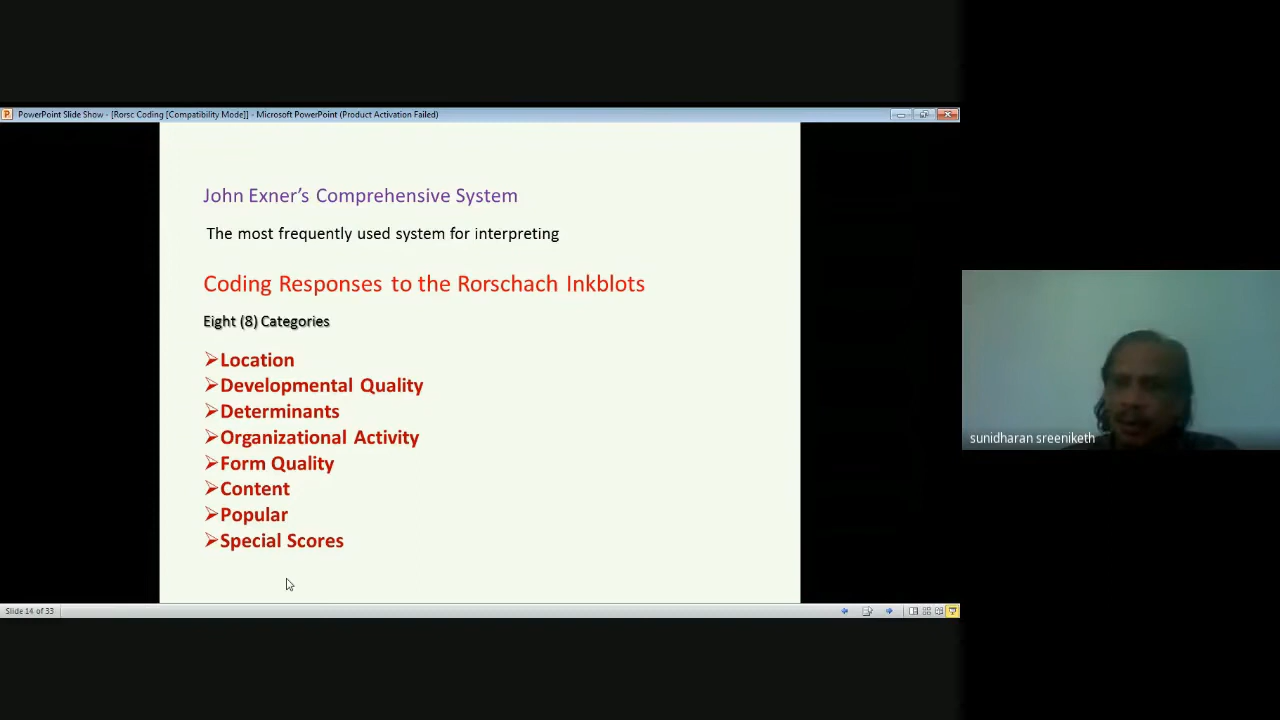 PowerPoint Slide Show - [Rorsc Coding [Compatibility Mode]] - Microsoft PowerPoint (Product Activation Failed)
John Exner's Comprehensive System
The most frequently used system for interpreting
Coding Responses to the Rorschach Inkblots
Eight (8) Categories
➢Location
➢Developmental Quality
➢Determinants
➢Organizational Activity
➢Form Quality
➢Content
➢Popular
➢Special Scores
Slide 14 of 33
sunidharan sreeniketh